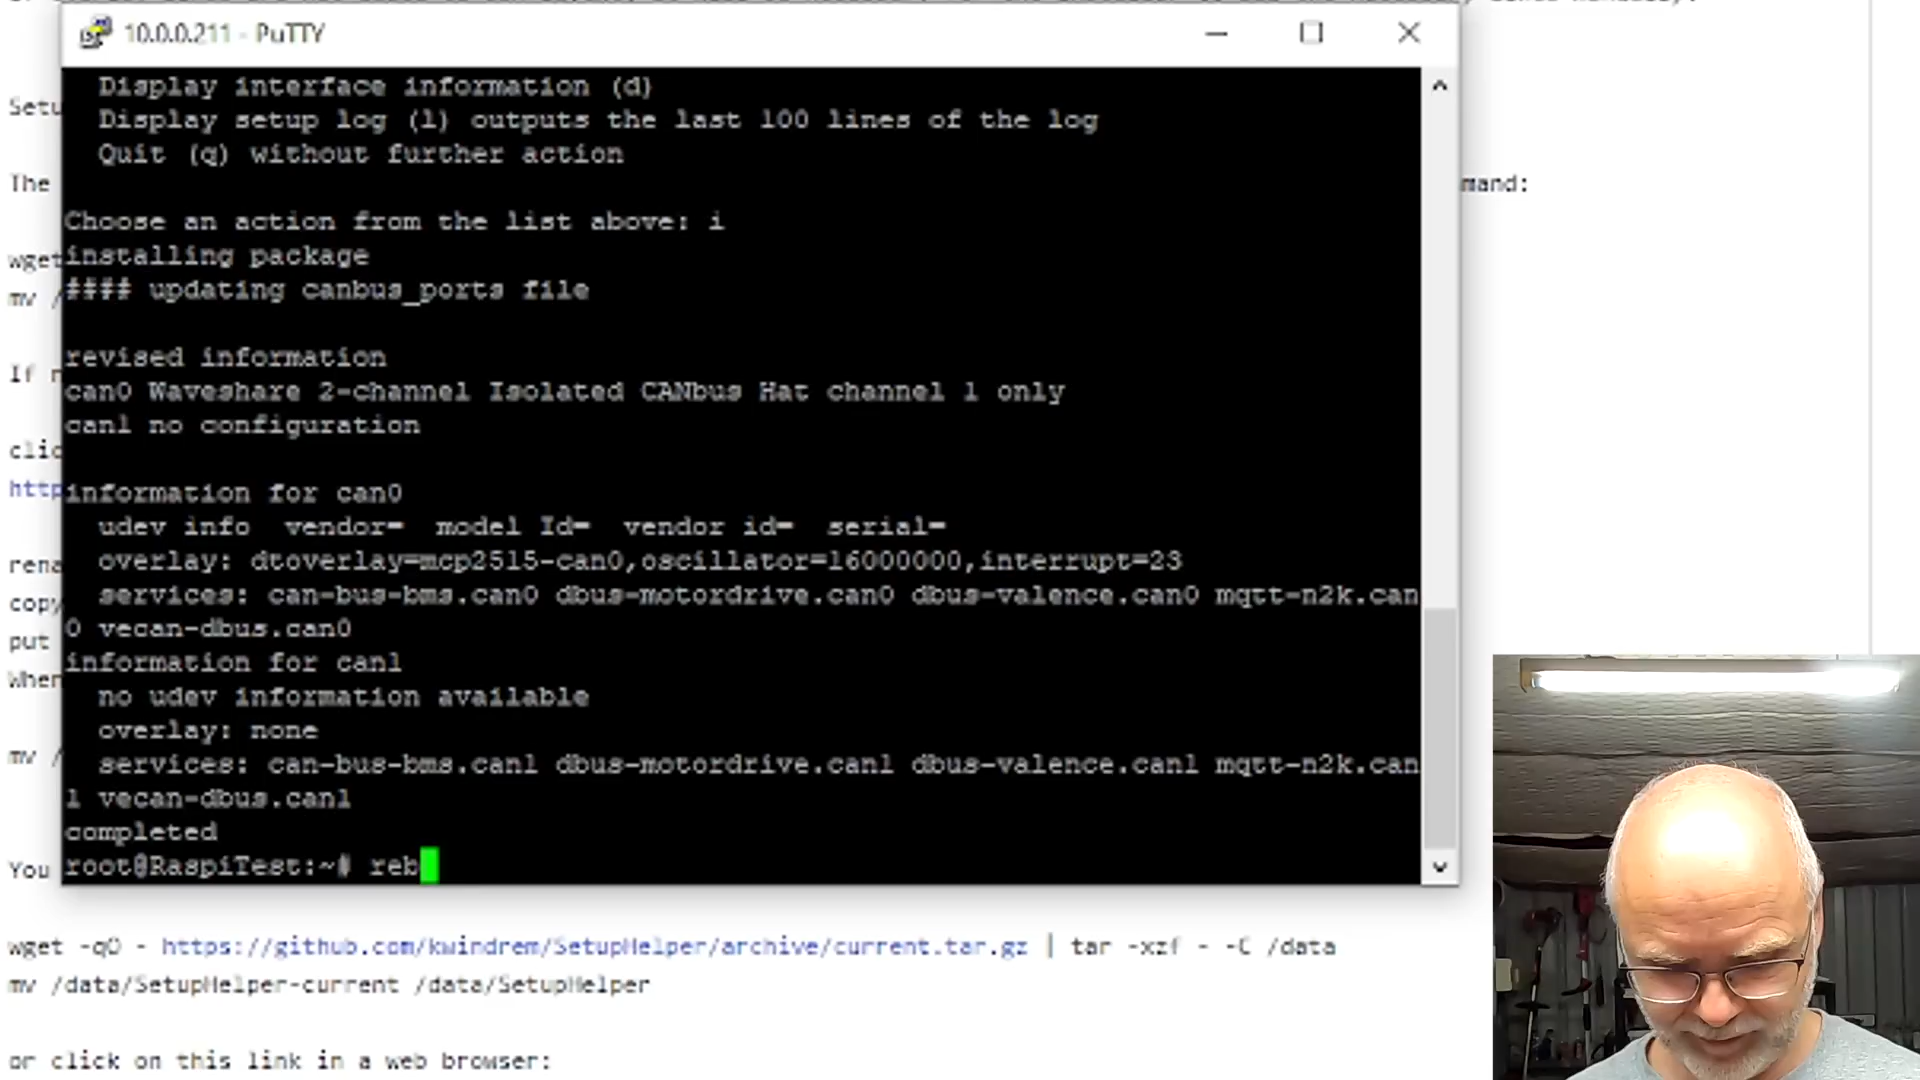 10.0.0.211 - PuTTY
Display interface information (d)
Display setup log (l) outputs the last 100 lines of the log
Setu
Quit (q) without further action
The
mand:
Choose an action from the list above: i
wget
installing package
mv /
#### updating canbus_ports file
revised information
If
can0 Waveshare 2-channel Isolated CANbus Hat channel 1 only
can1 no configuration
clic
http
information for can0
udev info vendor= model Id= vendor id= serial=
rena
overlay: dtoverlay=mcp2515-can0,oscillator=16000000,interrupt=23
copy
services: can-bus-bms.can0 dbus-motordrive.can0 dbus-valence.can0 mqtt-n2k.can
put
0 vecan-dbus.can0
information for can1
When
no udev information available
overlay: none
mv /
services: can-bus-bms.can1 dbus-motordrive.can1 dbus-valence.can1 mqtt-n2k.can
1 vecan-dbus.can1
completed
You
root@RaspiTest:~# reb
wget -qO - https://github.com/kwindrem/SetupHelper/archive/current.tar.gz | tar -xzf - -C /data
mv /data/SetupHelper-current /data/SetupHelper
or click on this link in a web browser: